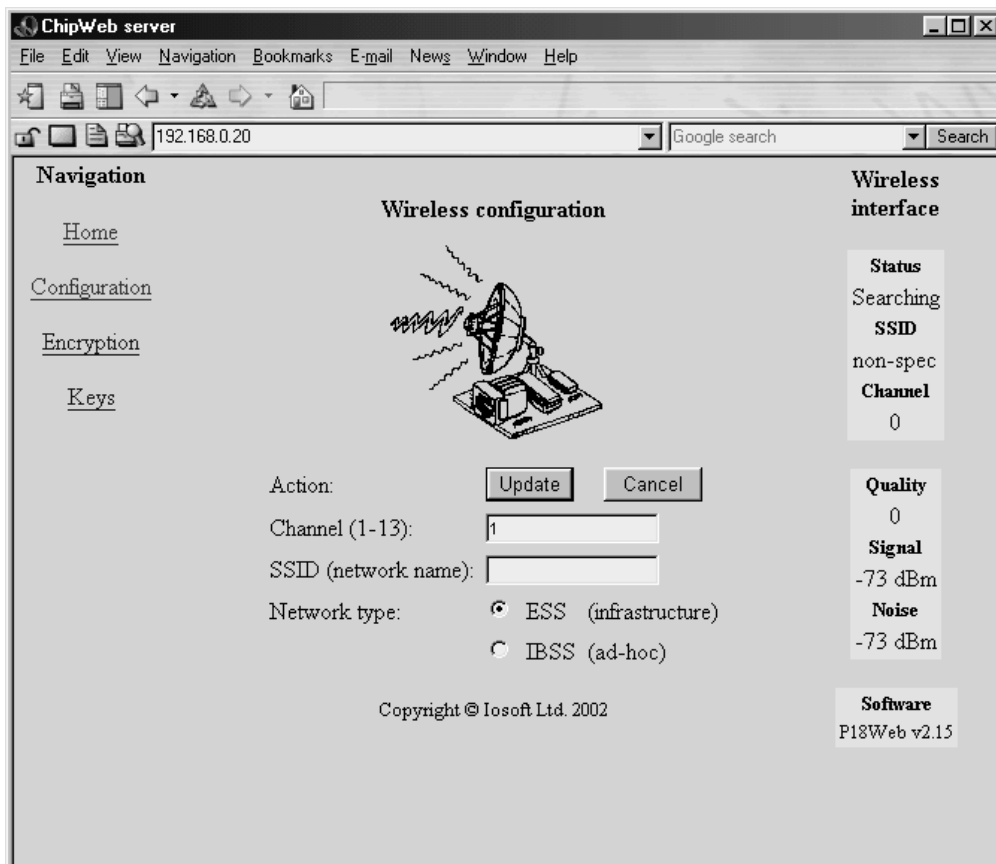 ChipWeb server
File Edit View Navigation Bookmarks E-mail News Window Help
192.168.0.20
Google search
Search
Navigation
Home
Configuration
Encryption
Keys
Wireless configuration
Action:
Update
Cancel
Channel (1-13):
1
SSID (network name):
Network type:
ESS (infrastructure)
IBSS (ad-hoc)
Copyright © Iosoft Ltd. 2002
Wireless
interface
Status
Searching
SSID
non-spec
Channel
0
Quality
0
Signal
-73 dBm
Noise
-73 dBm
Software
P18Web v2.15